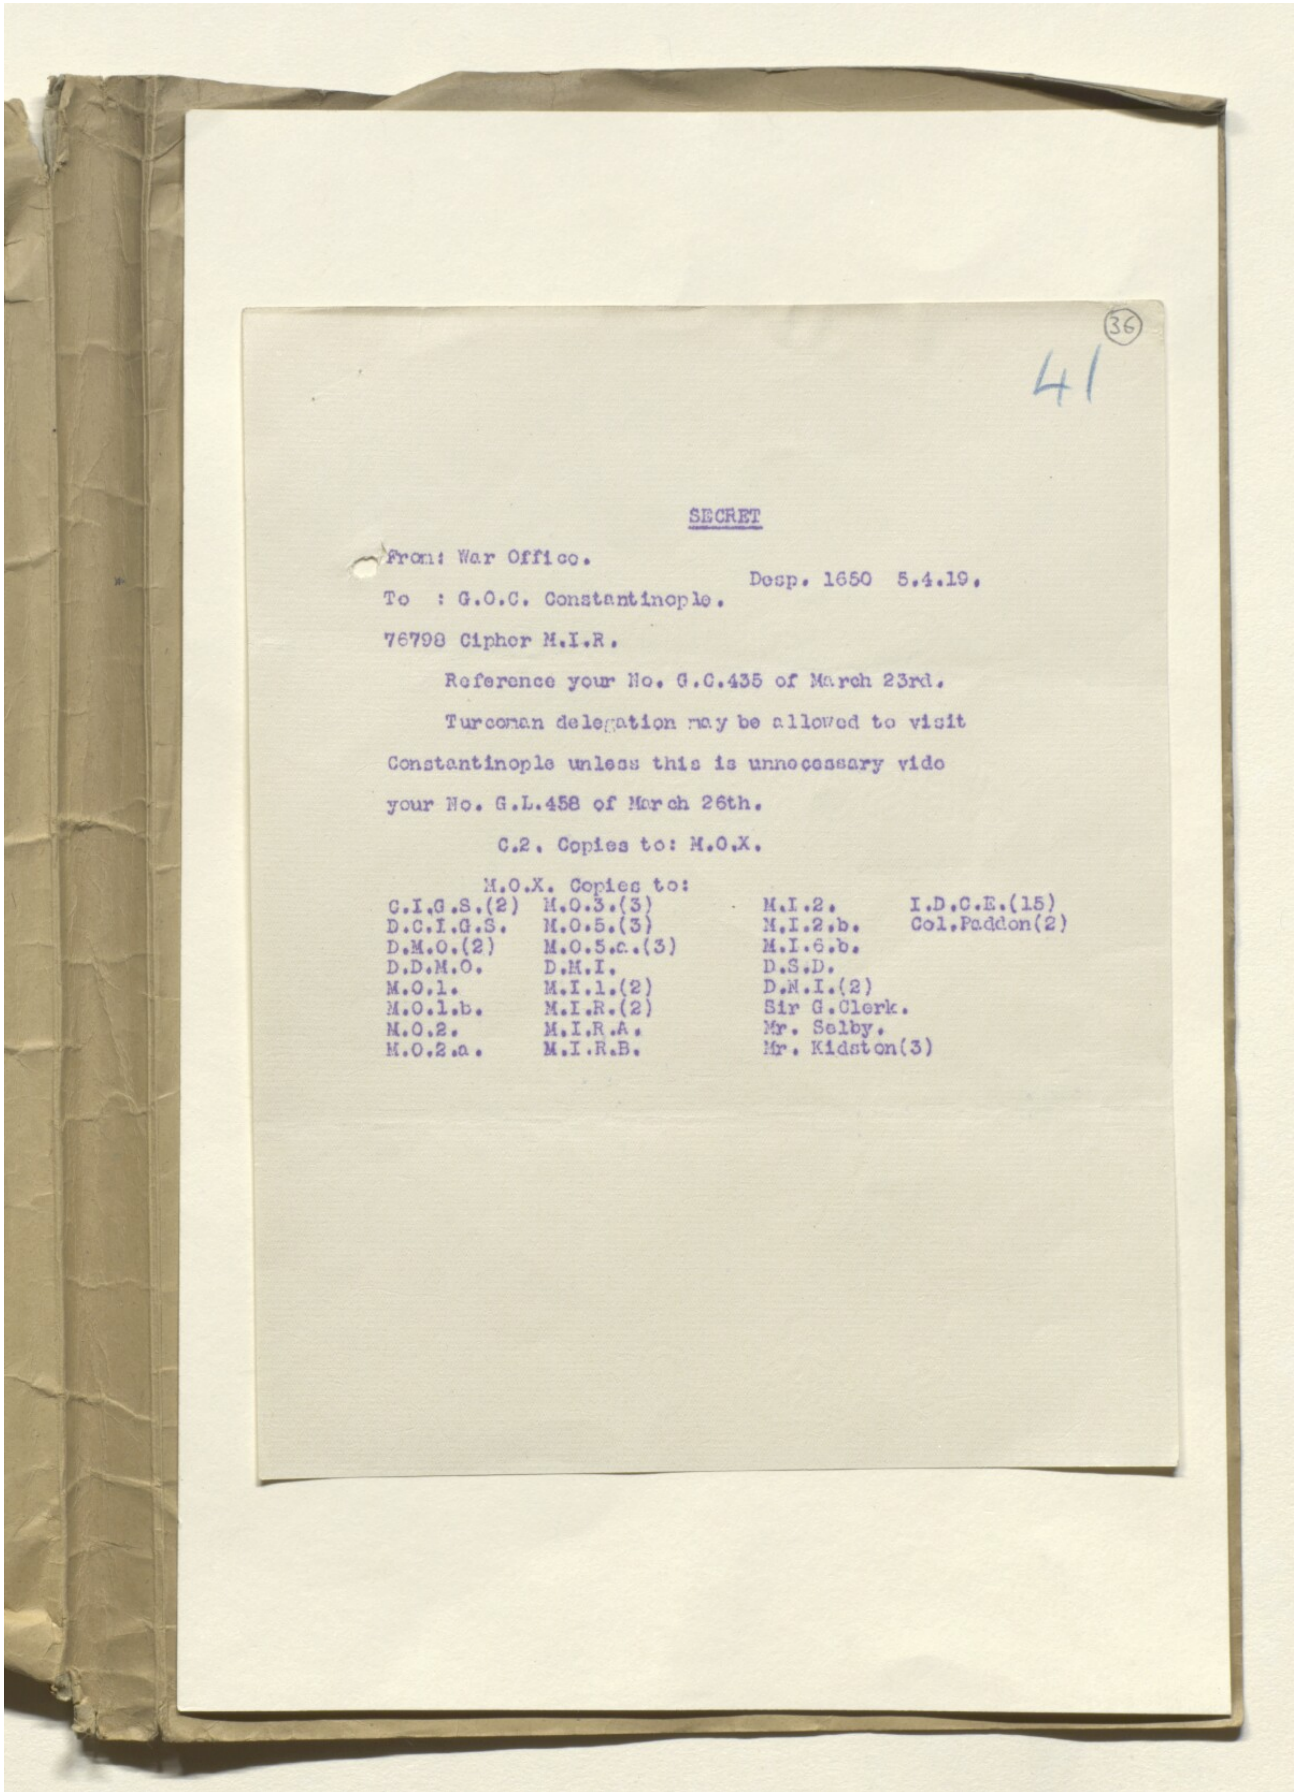 36
41
SECRET
From: War Office.
Desp. 1650 5.4.19.
To : G.O.C. Constantinople.
76798 Cipher M.I.R.
Reference your No. G.C.435 of March 23rd.
Turcoman delegation may be allowed to visit
Constantinople unless this is unnecessary vide
your No. G.L.458 of March 26th.
C.2. Copies to: M.O.X.
M.O.X. Copies to:
C.I.G.S.(2) M.O.3.(3) M.I.2. I.D.C.E.(15)
D.C.I.G.S. M.O.5.(3) M.I.2.b. Col.Paddon(2)
D.M.O.(2) M.O.5.a.(3) M.I.6.b.
D.D.M.O. D.M.I. D.S.D.
M.O.1. M.I.1.(2) D.N.I.(2)
M.O.1.b. M.I.R.(2) Sir G.Clerk.
M.O.2. M.I.R.A. Mr. Selby.
M.O.2.a. M.I.R.B. Mr. Kidston(3)